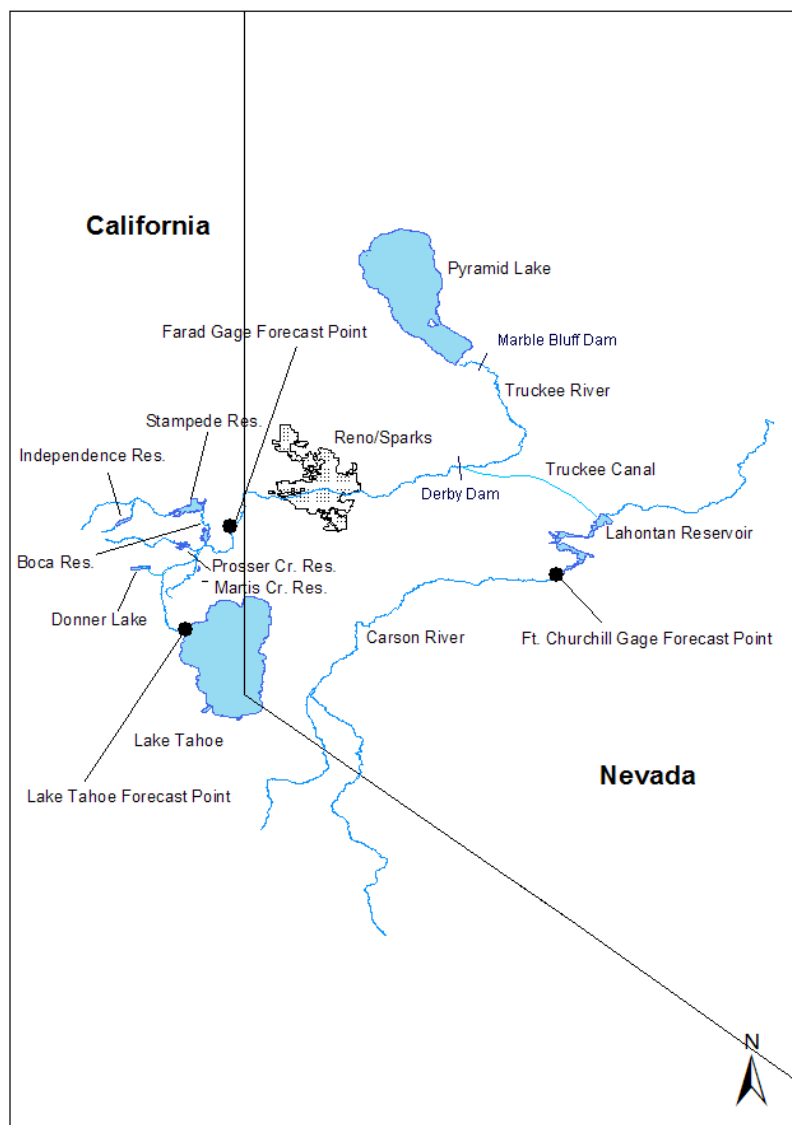 California
Pyramid Lake
Farad Gage Forecast Point
Marble Bluff Dam
Truckee River
Stampede Res.
Reno/Sparks
Independence Res.
Truckee Canal
Derby Dam
Lahontan Reservoir
Boca Res.
Prosser Cr. Res.
Martis Cr. Res.
Donner Lake
Carson River
Ft. Churchill Gage Forecast Point
Lake Tahoe
Nevada
Lake Tahoe Forecast Point
N